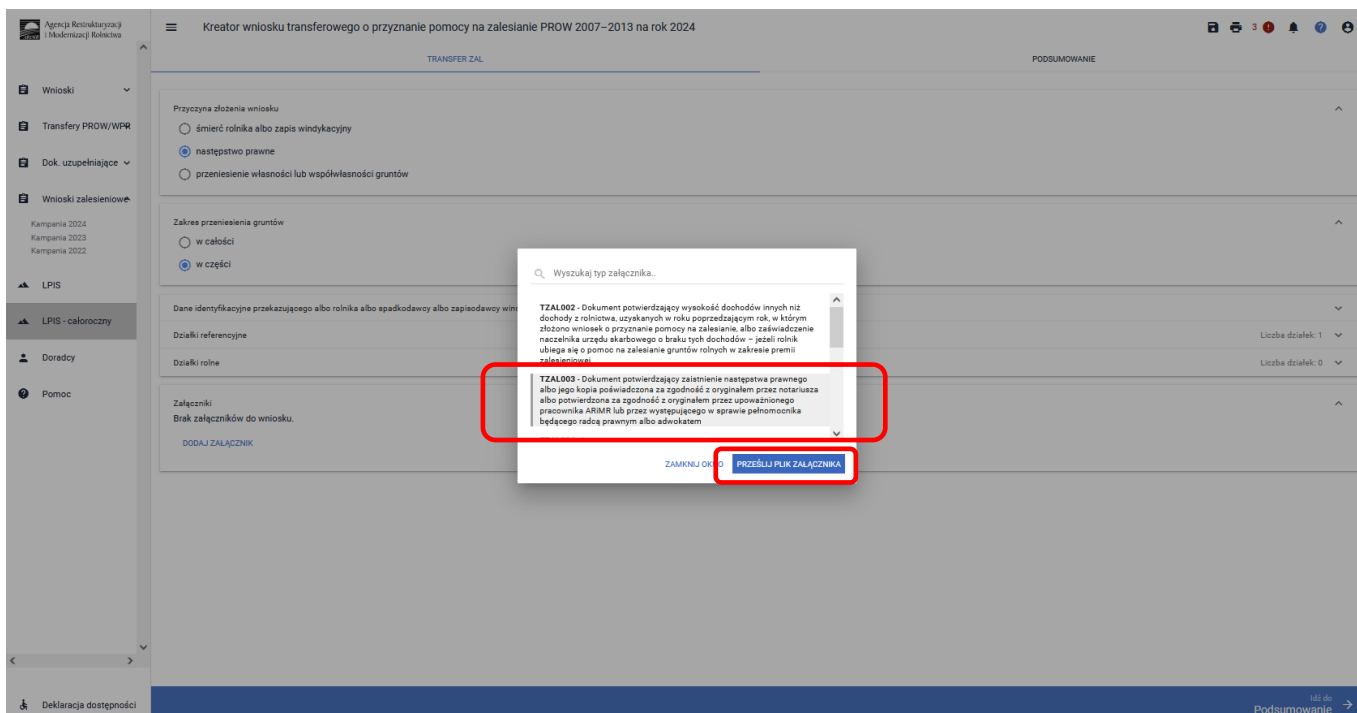 Agencja Restrukturyzacji
i Modernizacji Rolnictwa
Kreator wniosku transferowego o przyznanie pomocy na zalesianie PROW 2007–2013 na rok 2024
3
TRANSFER ZAL
PODSUMOWANIE
Wnioski
Transfery PROW/WPR
Dok. uzupełniające
Wnioski zalesieniowe
Kampania 2024
Kampania 2023
Kampania 2022
LPIS
LPIS - całoroczny
Doradcy
Pomoc
Deklaracja dostępności
Przyczyna złożenia wniosku
śmierć rolnika albo zapis windykacyjny
następstwo prawne
przeniesienie własności lub współwłasności gruntów
Zakres przeniesienia gruntów
w całości
w części
Dane identyfikacyjne przekazującego albo rolnika albo spadkodawcy albo zapisodawcy
Działki referencyjne
Liczba działek: 1
Działki rolne
Liczba działek: 0
Załączniki
Brak załączników do wniosku.
DODAJ ZAŁĄCZNIK
Wyszukaj typ załącznika..
TZAL002 - Dokument potwierdzający wysokość dochodów innych niż
dochody z rolnictwa, uzyskanych w roku poprzedzającym rok, w którym
złożono wniosek o przyznanie pomocy na zalesianie, albo zaświadczenie
naczelnika urzędu skarbowego o braku tych dochodów – jeżeli rolnik
ubiega się o pomoc na zalesianie gruntów rolnych w zakresie premii
zalesieniowej
TZAL003 - Dokument potwierdzający zaistnienie następstwa prawnego
albo jego kopia poświadczona za zgodność z oryginałem przez notariusza
albo potwierdzona za zgodność z oryginałem przez upoważnionego
pracownika ARiMR lub przez występującego w sprawie pełnomocnika
będącego radcą prawnym albo adwokatem
ZAMKNIJ OKNO
PRZEŚLIJ PLIK ZAŁĄCZNIKA
Idź do
Podsumowanie